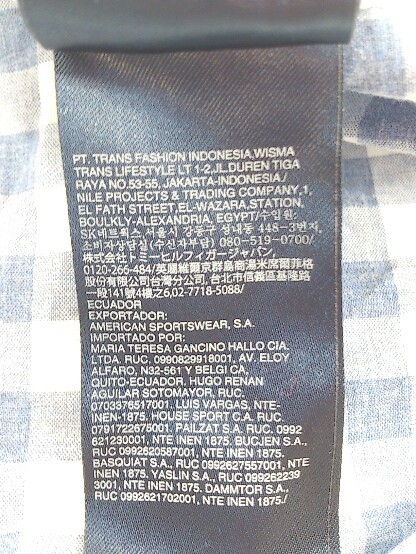 PT. TRANS FASHION INDONESIA,WISMA
TRANS LIFESTYLE LT 1-2,JL.DUREN TIGA
RAYA NO.53-55, JAKARTA-INDONESIA/
NILE PROJECTS & TRADING COMPANY,1,
EL FATH STREET,EL-WAZARA,STATION,
BOULKLY-ALEXANDRIA, EGYPT/수입원:
SK네트웍스 서울시 강동구 성내동 448-3번지,
소비자상담실 (수신자부담) 080-519-0700/
株式会社トミーヒルフィガージャパン
0120-266-484/英屬維爾京群島商湯米席爾菲格
股份有限公司台灣分公司, 台北市信義區基隆路
一段141號4樓之6,02-7718-5088/
ECUADOR
EXPORTADOR:
AMERICAN SPORTSWEAR, S.A.
IMPORTADO POR:
MARIA TERESA GANCINO HALLO CIA.
LTDA. RUC. 0990829918001, AV. ELOY
ALFARO, N32-561 Y BELGICA,
QUITO-ECUADOR. HUGO RENAN
AGUILAR SOTOMAYOR, RUC.
0703376517001. LUIS VARGAS, NTE-
INEN-1875. HOUSE SPORT C.A. RUC.
0791722675001. PAILZAT S.A. RUC. 0992
621230001, NTE INEN 1875. BUCJEN S.A.,
RUC 0992620587001, NTE INEN 1875.
BASQUIAT S.A., RUC 0992627557001, NTE
INEN 1875. YASLIN S.A., RUC 099262239
3001, NTE INEN 1875. DAMMTOR S.A.,
RUC 0992621702001, NTE INEN 1875./